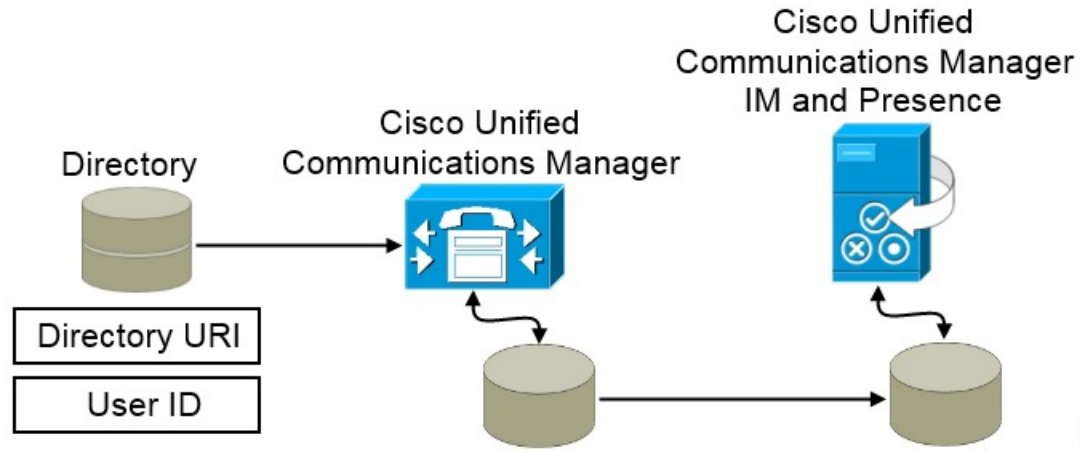 Cisco Unified
Communications Manager
IM and Presence
Cisco Unified
Communications Manager
Directory
Directory URI
User ID